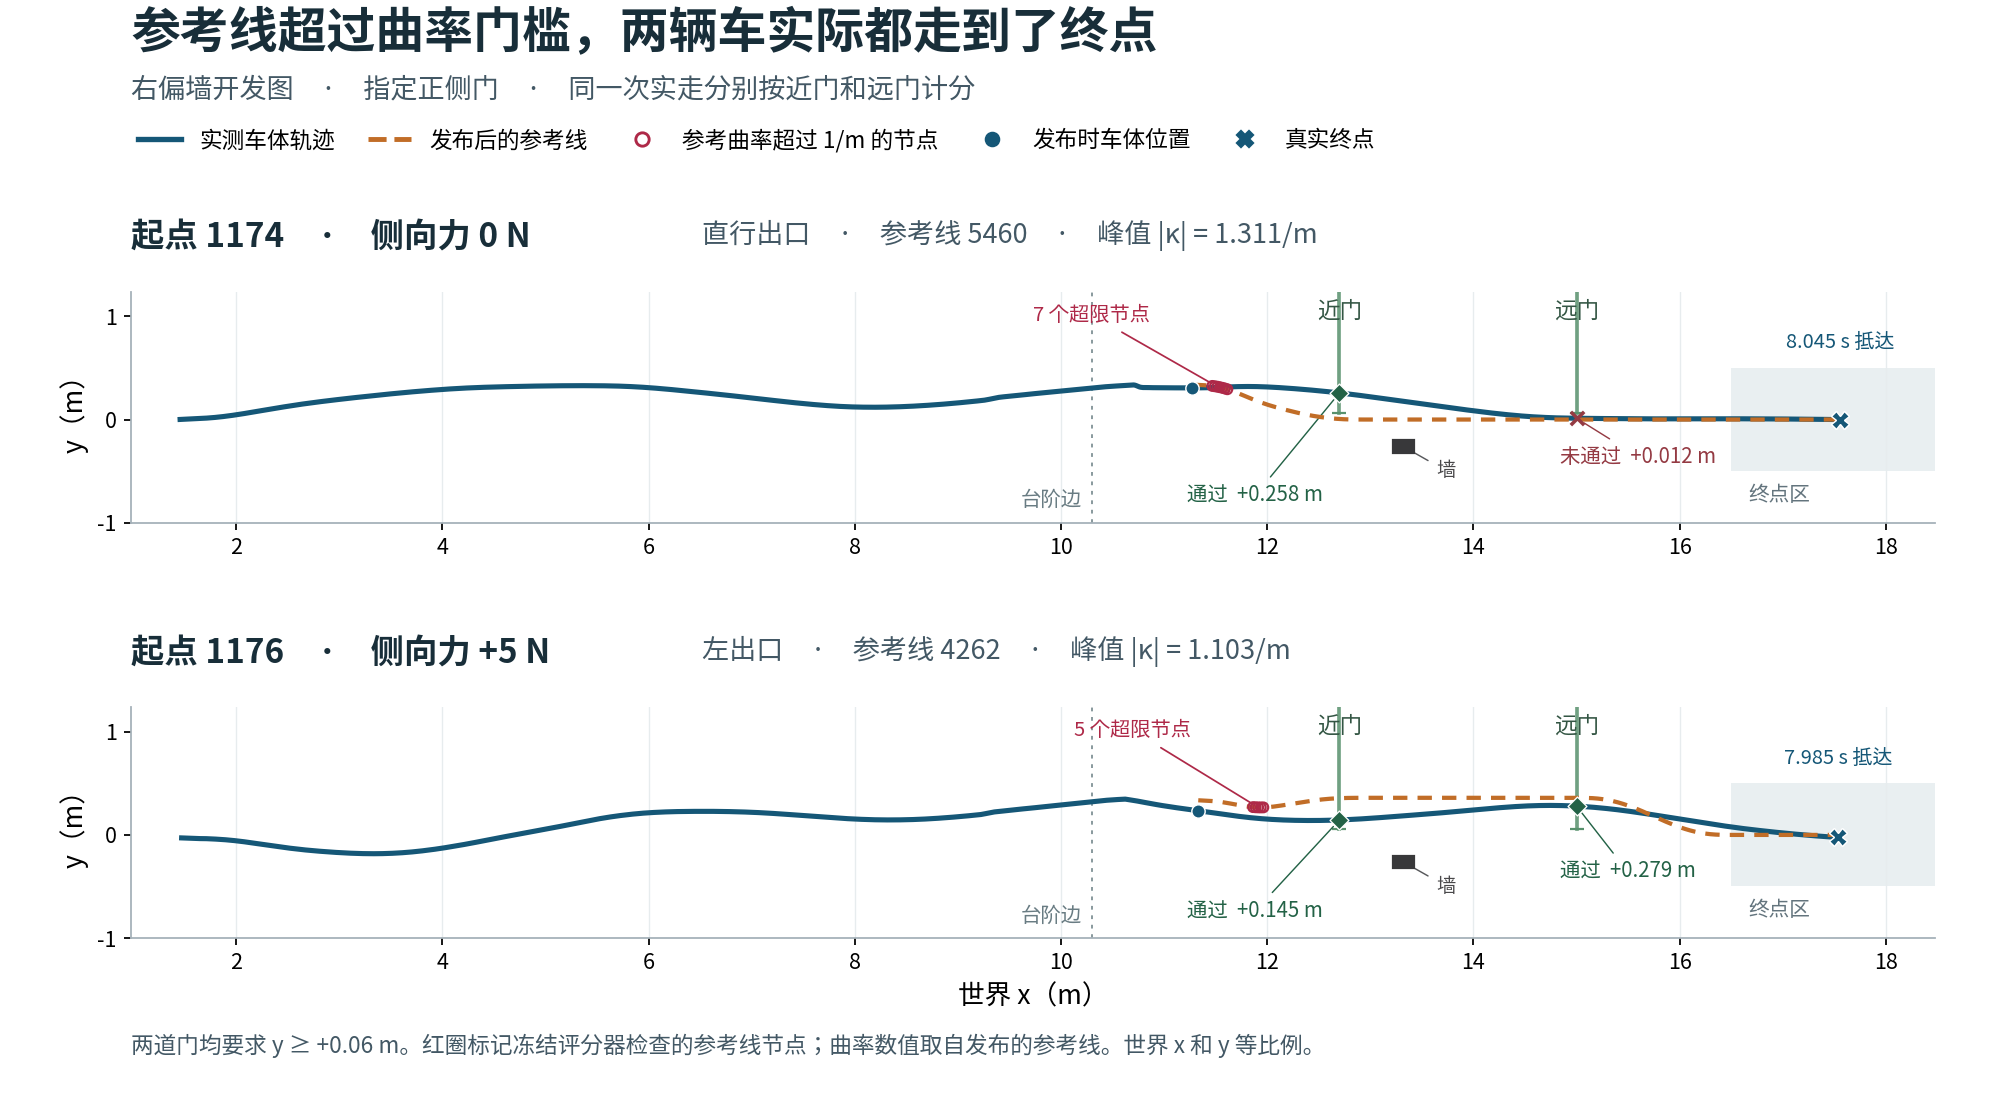 参考线超过曲率门槛，两辆车实际都走到了终点
右偏墙开发图 · 指定正侧门 · 同一次实走分别按近门和远门计分
实测车体轨迹 发布后的参考线 参考曲率超过 1/m 的节点 发布时车体位置 真实终点
起点 1174 · 侧向力 0 N 直行出口 · 参考线 5460 · 峰值 |κ| = 1.311/m
7 个超限节点 近门 远门
8.045 s 抵达
1
0
-1
y（m）
未通过 +0.012 m
墙
台阶边 通过 +0.258 m 终点区
2 4 6 8 10 12 14 16 18
起点 1176 · 侧向力 +5 N 左出口 · 参考线 4262 · 峰值 |κ| = 1.103/m
5 个超限节点 近门 远门
7.985 s 抵达
1
0
-1
y（m）
通过 +0.279 m
墙
台阶边 通过 +0.145 m 终点区
2 4 6 8 10 12 14 16 18
世界 x（m）
两道门均要求 y ≥ +0.06 m。红圈标记冻结评分器检查的参考线节点；曲率数值取自发布的参考线。世界 x 和 y 等比例。